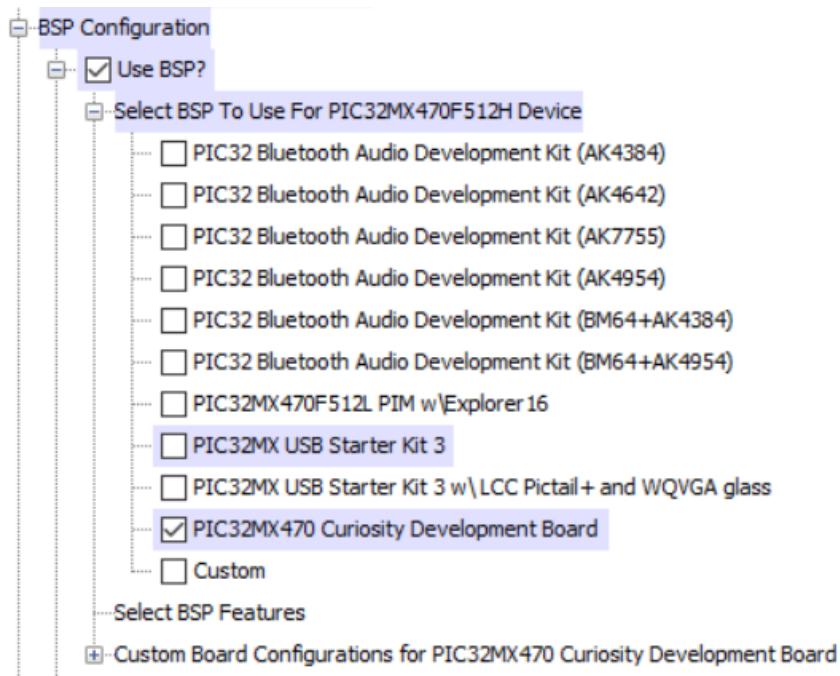 BSP Configuration
Use BSP?
Select BSP To Use For PIC32MX470F512H Device
PIC32 Bluetooth Audio Development Kit (AK4384)
PIC32 Bluetooth Audio Development Kit (AK4642)
PIC32 Bluetooth Audio Development Kit (AK7755)
PIC32 Bluetooth Audio Development Kit (AK4954)
PIC32 Bluetooth Audio Development Kit (BM64+AK4384)
PIC32 Bluetooth Audio Development Kit (BM64+AK4954)
PIC32MX470F512L PIM w\Explorer16
PIC32MX USB Starter Kit 3
PIC32MX USB Starter Kit 3 w\LCC Pictail+ and WQVGA glass
PIC32MX470 Curiosity Development Board
Custom
Select BSP Features
Custom Board Configurations for PIC32MX470 Curiosity Development Board